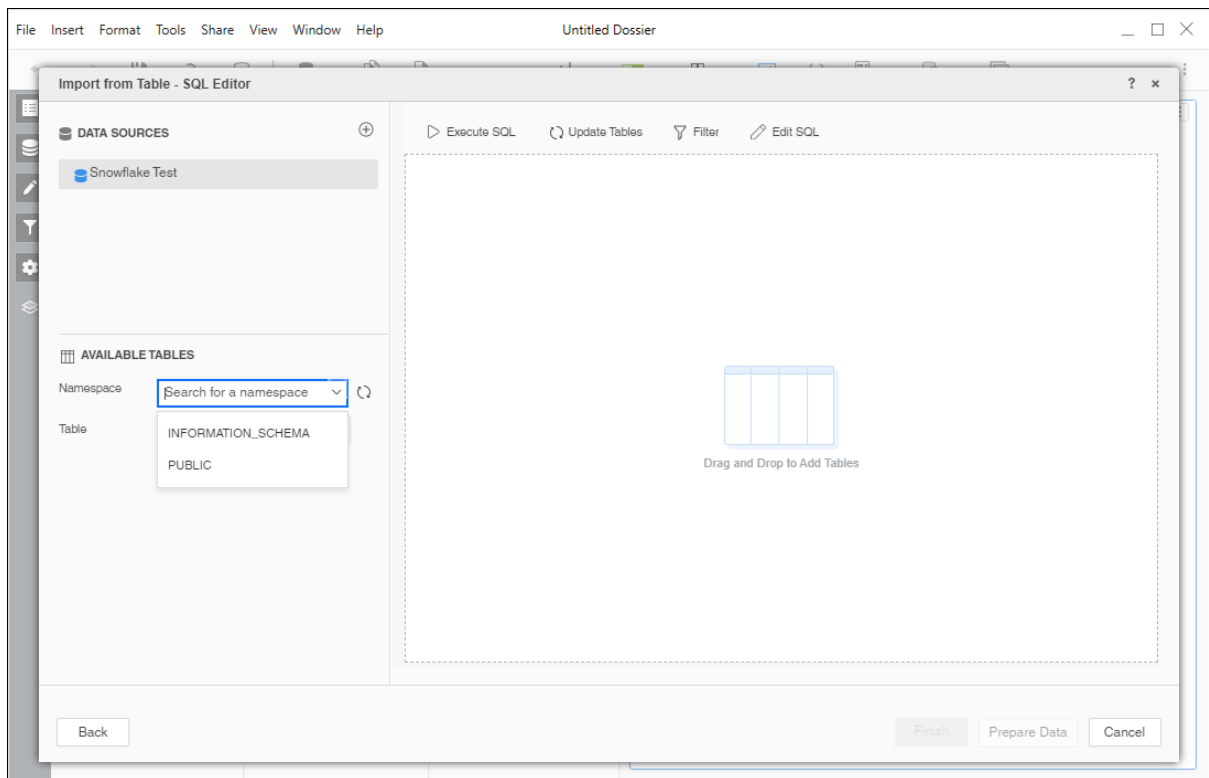 File Insert Format Tools Share View Window Help Untitled Dossier
Import from Table - SQL Editor ?
DATA SOURCES
Execute SQL Update Tables Filter Edit SQL
Snowflake Test
AVAILABLE TABLES
Namespace Search for a namespace
Table
INFORMATION_SCHEMA
PUBLIC
Drag and Drop to Add Tables
Back Finish Prepare Data Cancel